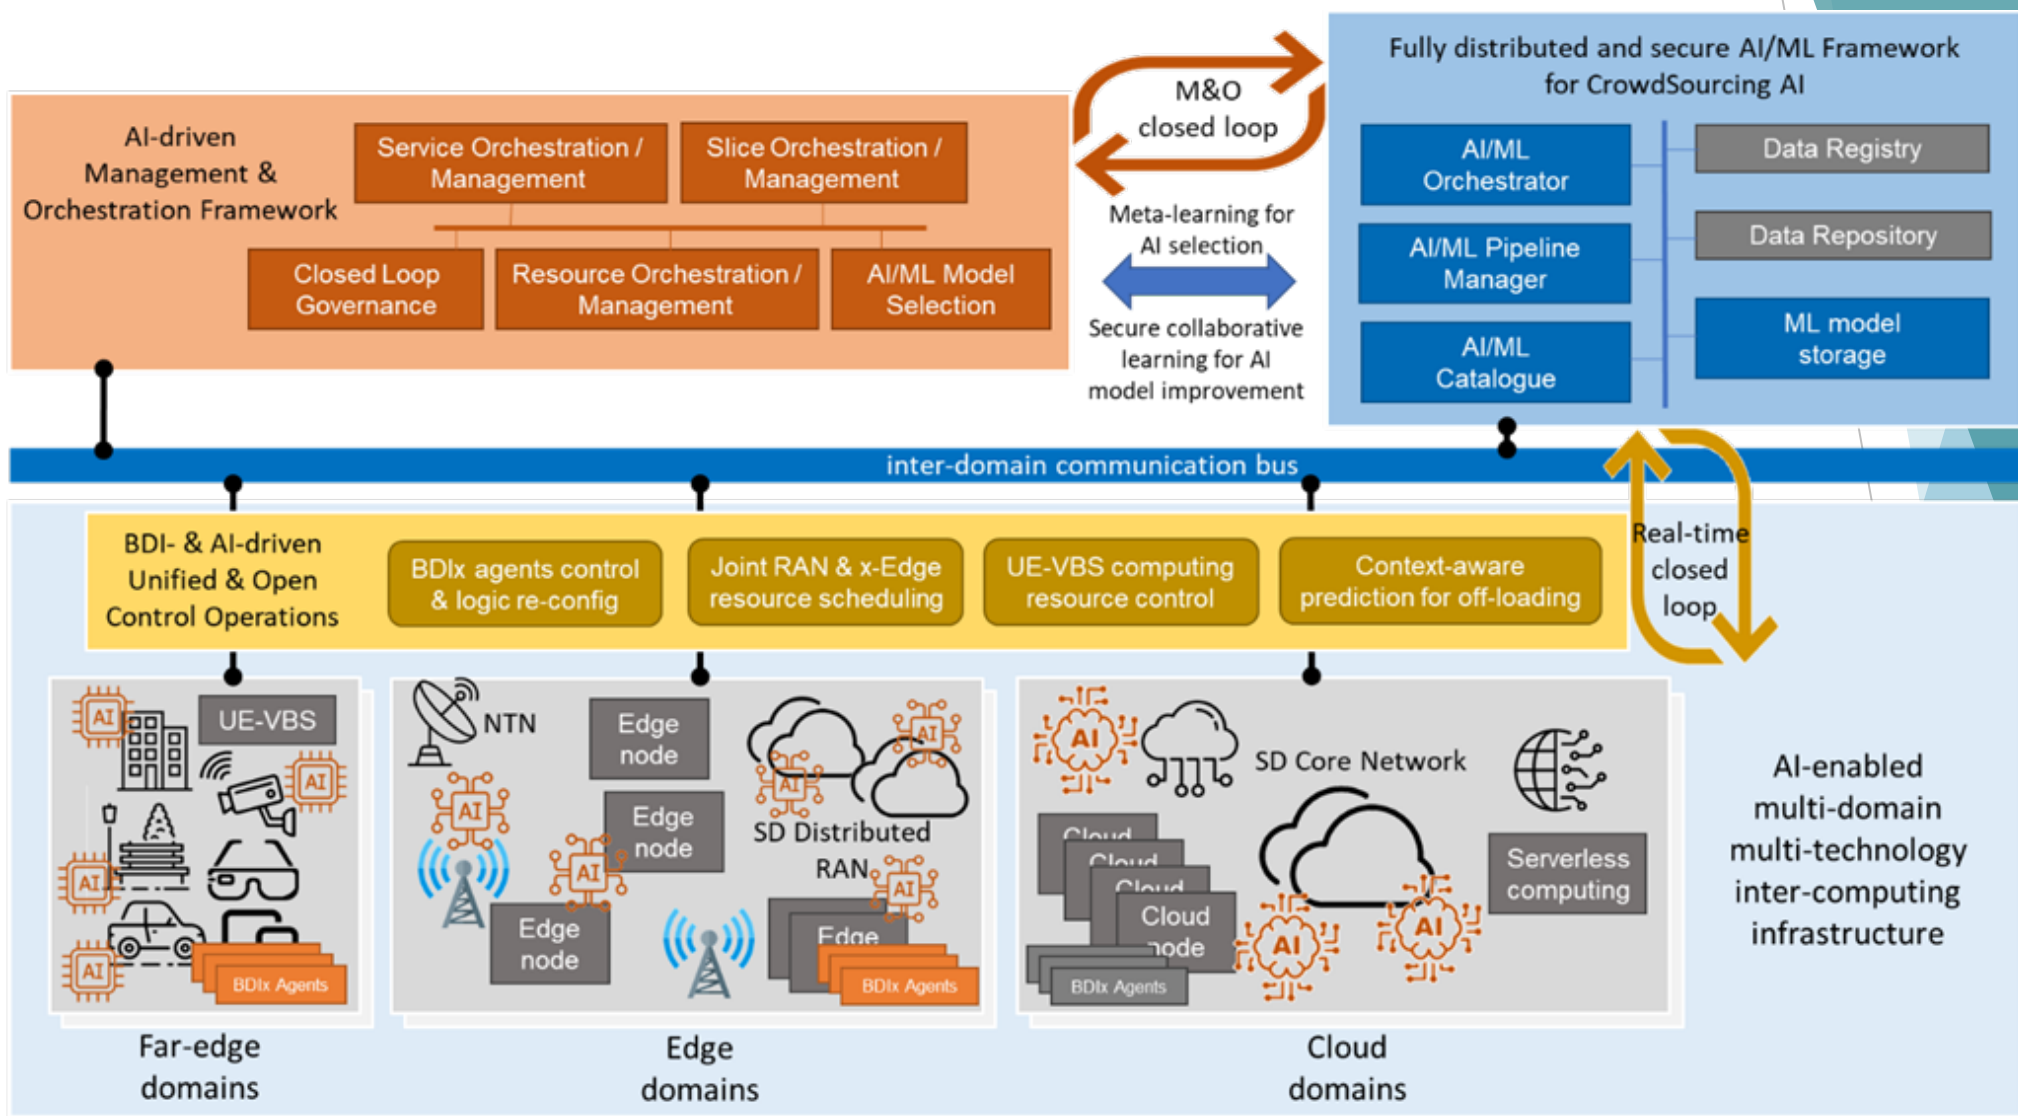 AI-driven
Management &
Orchestration Framework
Service Orchestration /
Management
Slice Orchestration /
Management
Closed Loop
Governance
Resource Orchestration /
Management
AI/ML Model
Selection
M&O
closed loop
Meta-learning for
AI selection
Secure collaborative
learning for AI
model improvement
Fully distributed and secure AI/ML Framework
for CrowdSourcing AI
AI/ML
Orchestrator
AI/ML Pipeline
Manager
AI/ML
Catalogue
Data Registry
Data Repository
ML model
storage
inter-domain communication bus
BDI- & AI-driven
Unified & Open
Control Operations
BDIx agents control
& logic re-config
Joint RAN & x-Edge
resource scheduling
UE-VBS computing
resource control
Context-aware
prediction for off-loading
Real-time
closed
loop
AI
UE-VBS
AI
AI
AI
BDIx Agents
Far-edge
domains
NTN
Edge
node
AI
AI
AI
Edge
node
SD Distributed
RAN
AI
AI
Edge
node
Edge
BDIx Agents
Edge
domains
AI
SD Core Network
Cloud
Cloud
Cloud
Cloud
node
Serverless
computing
AI
AI
BDIx Agents
Cloud
domains
AI-enabled
multi-domain
multi-technology
inter-computing
infrastructure